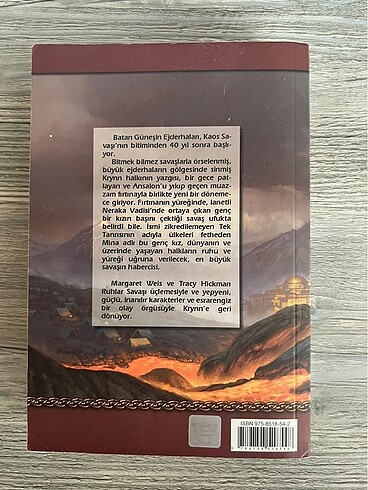 Batan Güneşin Ejderhaları, Kaos Sa-
vaşı'nın bitiminden 40 yıl sonra başlı-
yor.
Bitmek bilmez savaşlarla örselenmiş,
büyük ejderhaların gölgesinde sinmiş
Krynn halkının yazgısı, bir gece pat-
layan ve Ansalon'u yıkıp geçen muaz-
zam fırtınayla birlikte yeni bir döneme-
ce giriyor. Fırtınanın yüreğinde, lanetli
Neraka Vadisi'nde ortaya çıkan genç
bir kızın başını çektiği savaş ufukta
belirdi bile. İsmi zikredilemeyen Tek
Tanrısının adıyla ülkeleri fetheden
Mina adlı bu genç kız, dünyanın ve
üzerinde yaşayan halkların ruhu ve
yüreği uğruna verilecek, en büyük
savaşın habercisi.
Margaret Weis ve Tracy Hickman
Ruhlar Savaşı üçlemesiyle ve yepyeni,
güçlü, inanılır karakterler ve esrarengiz
bir olay örgüsüyle Krynn'e geri
dönüyor.
ISBN 975-8518-54-2